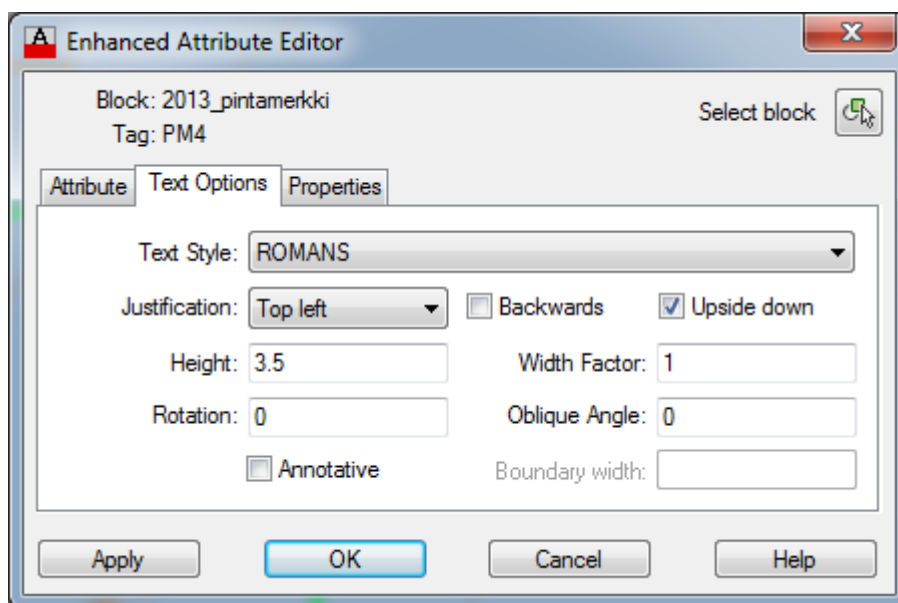 Enhanced Attribute Editor
Block: 2013_pintamerkki
Select block
Tag: PM4
Attribute Text Options Properties
Text Style: ROMANS
Justification: Top left Backwards Upside down
Height: 3.5 Width Factor: 1
Rotation: 0 Oblique Angle: 0
Annotative Boundary width:
Apply OK Cancel Help